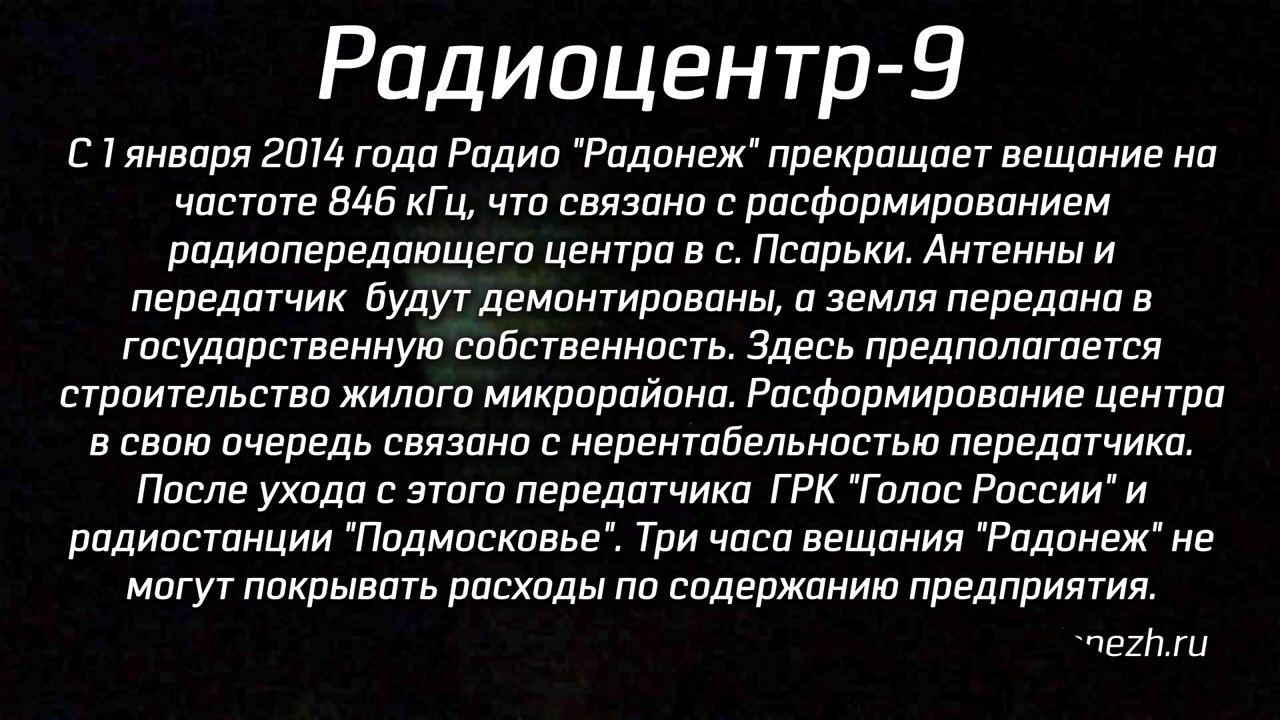 Радиоцентр-9
С 1 января 2014 года Радио "Радонеж" прекращает вещание на
частоте 846 кГц, что связано с расформированием
радиопередающего центра в с. Псарьки. Антенны и
передатчик  будут демонтированы, а земля передана в
государственную собственность. Здесь предполагается
строительство жилого микрорайона. Расформирование центра
в свою очередь связано с нерентабельностью передатчика.
После ухода с этого передатчика  ГРК "Голос России" и
радиостанции "Подмосковье". Три часа вещания "Радонеж" не
могут покрывать расходы по содержанию предприятия.
nezh.ru